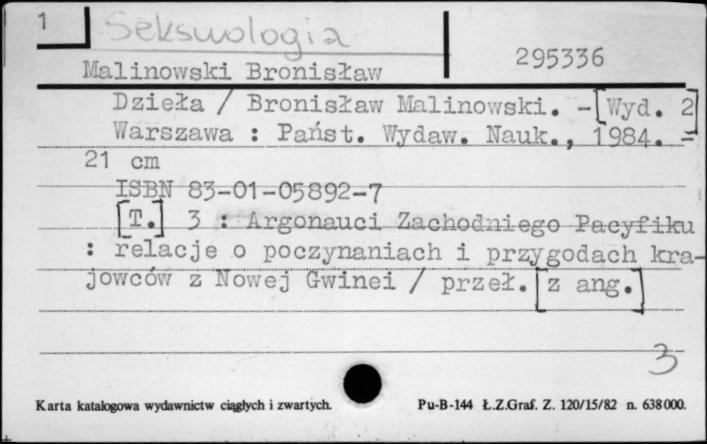 1 Seksuologia
295336
Malinowski Bronisław
Dzieła / Bronisław Malinowski. - [Wyd. 2]
Warszawa : Państ. Wydaw. Nauk., 1984. -
21 cm
ISBN 83-01-05892-7
[T.] 3 : Argonauci Zachodniego Pacyfiku
: relacje o poczynaniach i przygodach kra-
jowców z Nowej Gwinei / przeł. [z ang.]
3
Karta katalogowa wydawnictw ciągłych i zwartych. Pu-B-144 Ł.Z.Graf. Z. 120/15/82 n. 638000.